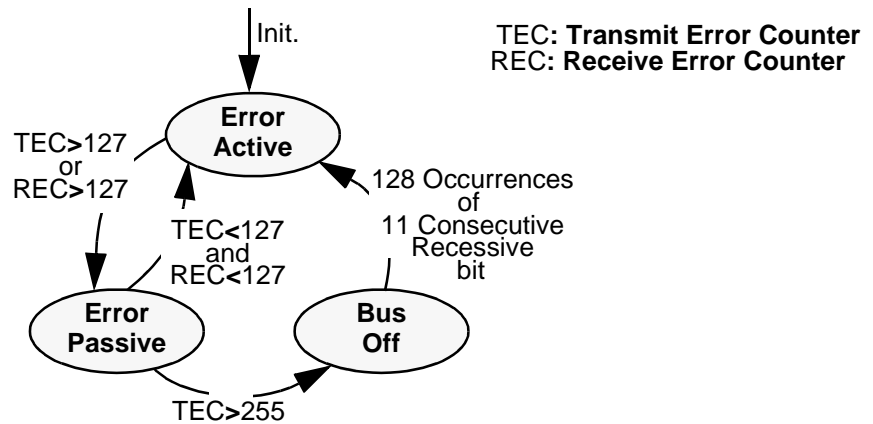 Init.
TEC: Transmit Error Counter
REC: Receive Error Counter
Error
Active
TEC>127
or
REC>127
128 Occurrences
of
11 Consecutive
Recessive
bit
TEC<127
and
REC<127
Error
Passive
Bus
Off
TEC>255